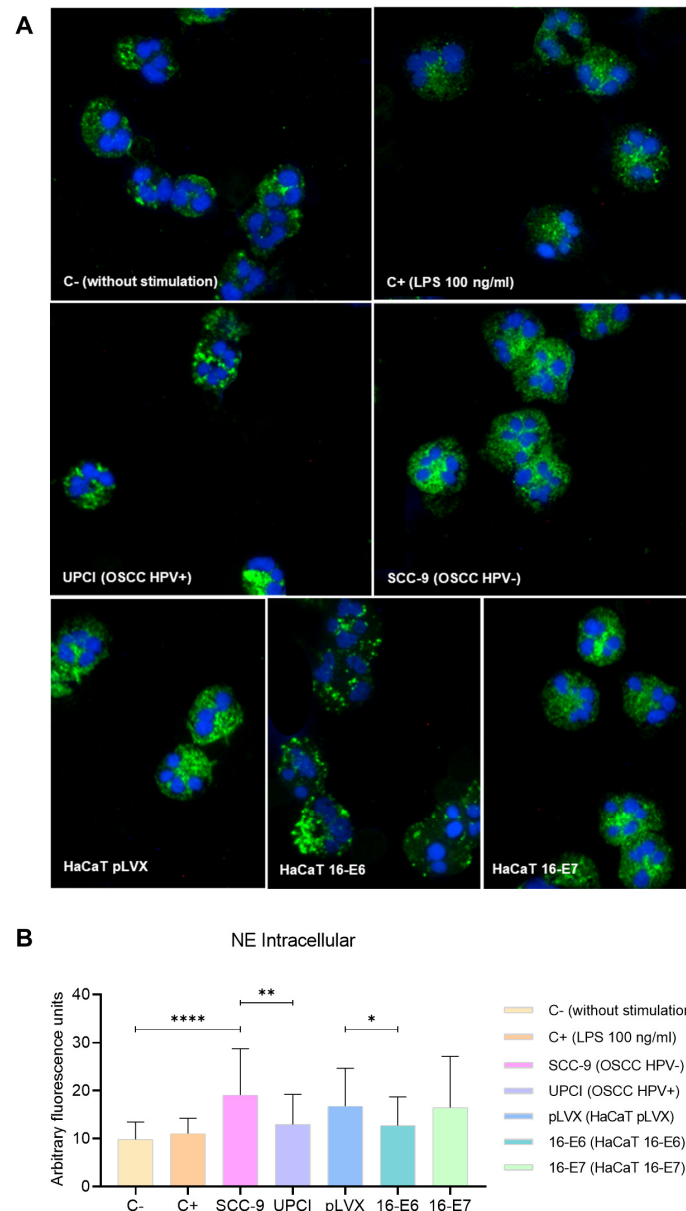 A
C- (without stimulation)
C+ (LPS 100 ng/ml)
UPCI (OSCC HPV+)
SCC-9 (OSCC HPV-)
HaCaT pLVX
HaCaT 16-E6
HaCaT 16-E7
B
NE Intracellular
Arbitrary fluorescence units
40
30
20
10
0
****
**
*
C-
C+
SCC-9
UPCI
pLVX
16-E6
16-E7
C- (without stimulation
C+ (LPS 100 ng/ml)
SCC-9 (OSCC HPV-)
UPCI (OSCC HPV+)
pLVX (HaCaT pLVX)
16-E6 (HaCaT 16-E6)
16-E7 (HaCaT 16-E7)